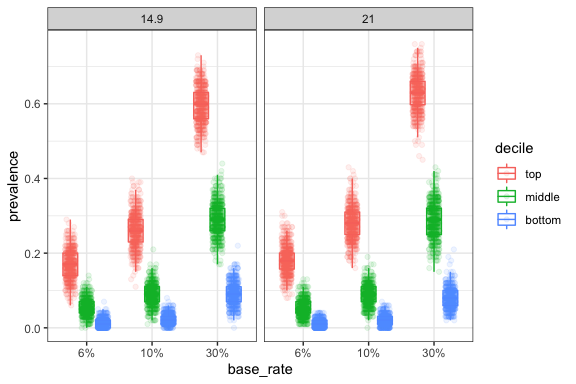 14.9 21
prevalence
0.6
0.4
0.2
0.0
6% 10% 30% 6% 10% 30%
base_rate
decile
top
middle
bottom